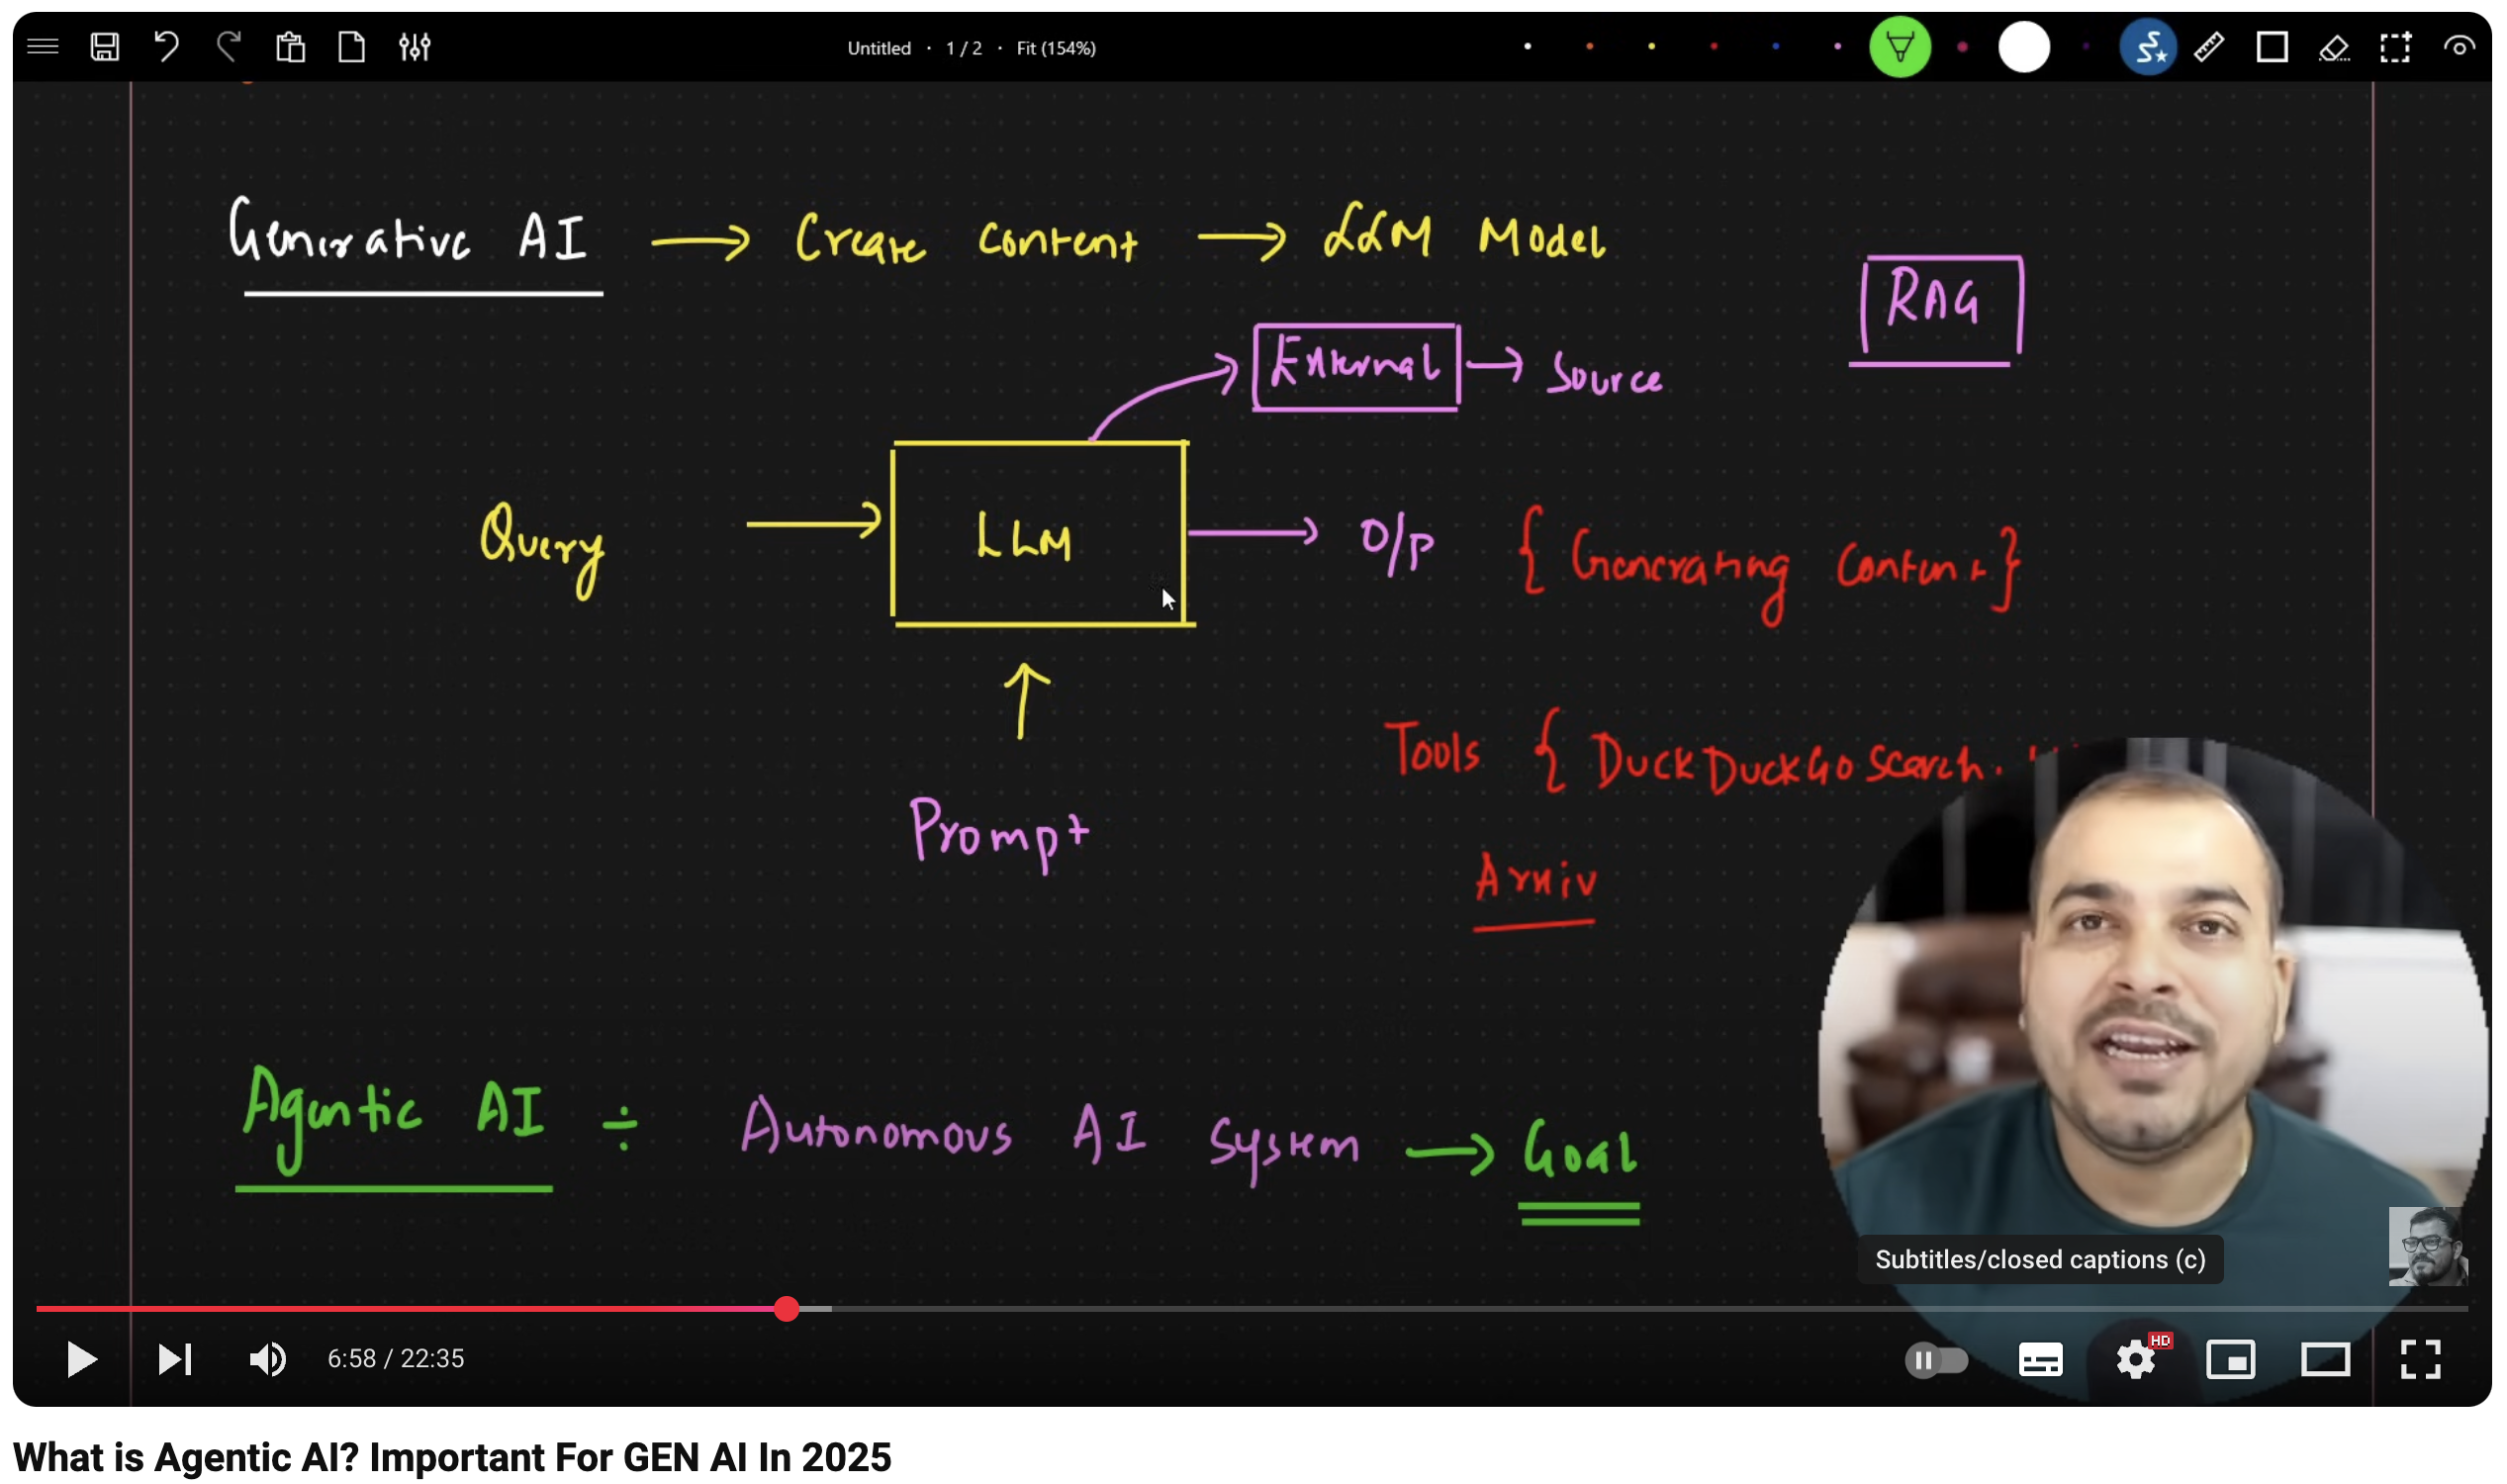 Untitled · 1 / 2 · Fit (154%)
Generative AI → Create Content → LLM Model
RAG
External → Source
Query → LLM → O/P { Generating Content }
Tools { DuckDuckGo Search.
Prompt
Arxiv
Agentic AI ÷ Autonomous AI System → Goal
Subtitles/closed captions (c)
6:58 / 22:35
HD
What is Agentic AI? Important For GEN AI In 2025